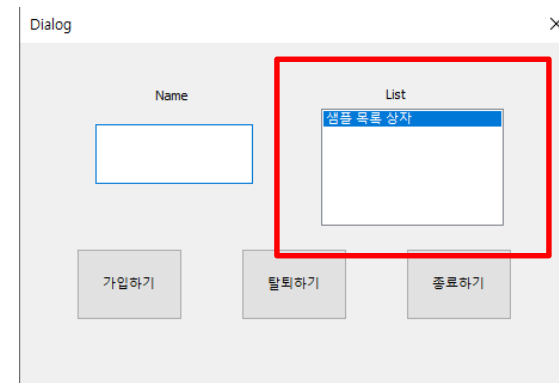 Dialog
Name
List
샘플 목록 상자
가입하기
탈퇴하기
종료하기